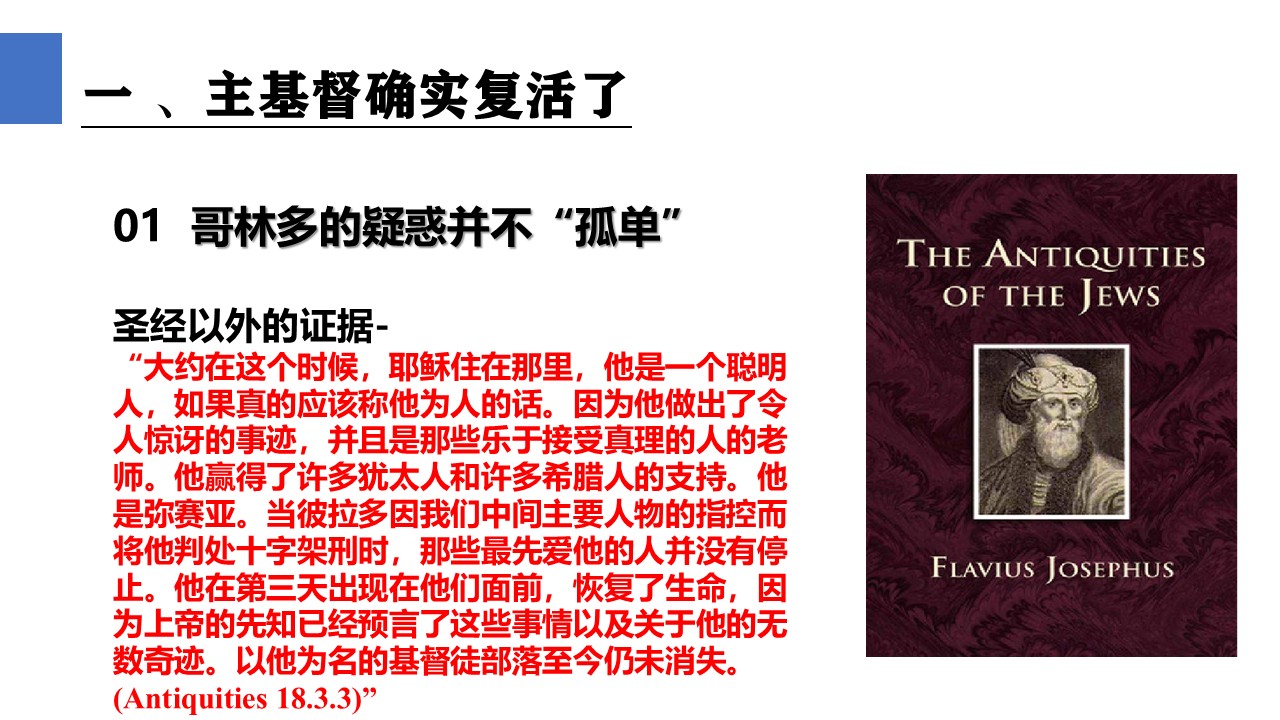 一 、主基督确实复活了
01 哥林多的疑惑并不“孤单”
圣经以外的证据-
“大约在这个时候，耶稣住在那里，他是一个聪明
人，如果真的应该称他为人的话。因为他做出了令
人惊讶的事迹，并且是那些乐于接受真理的人的老
师。他赢得了许多犹太人和许多希腊人的支持。他
是弥赛亚。当彼拉多因我们中间主要人物的指控而
将他判处十字架刑时，那些最先爱他的人并没有停
止。他在第三天出现在他们面前，恢复了生命，因
为上帝的先知已经预言了这些事情以及关于他的无
数奇迹。以他为名的基督徒部落至今仍未消失。
(Antiquities 18.3.3)”
THE ANTIQUITIES
OF THE JEWS
FLAVIUS JOSEPHUS